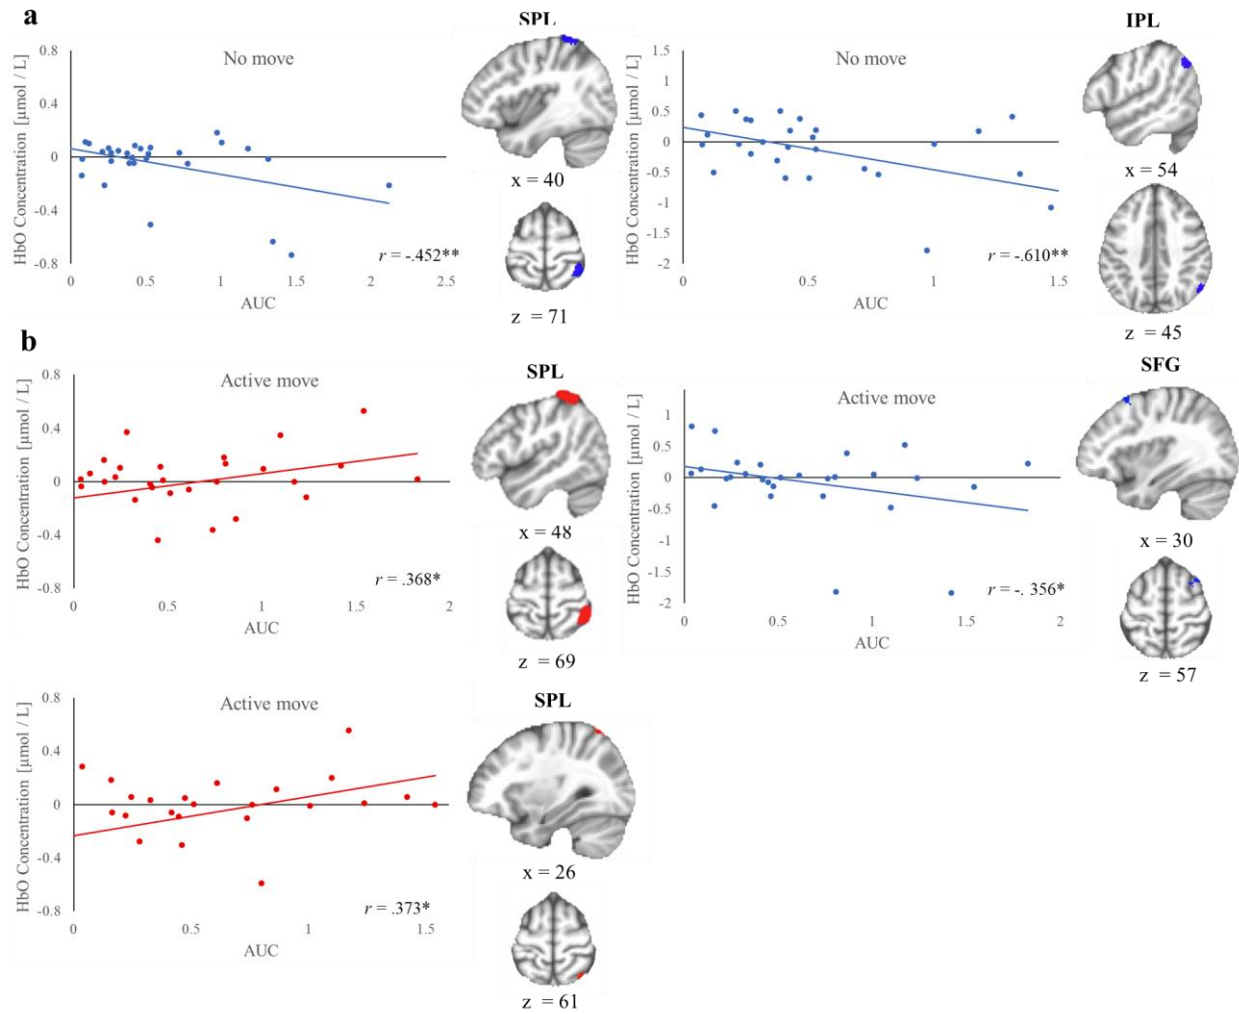 a
SPL
IPL
No move
HbO Concentration [µmol / L]
0.8
0.4
0
-0.4
-0.8
0
0.5
1
1.5
2
2.5
AUC
r = -.452**
x = 40
z = 71
No move
HbO Concentration [µmol / L]
1.5
1
0.5
0
-0.5
-1
-1.5
-2
0
0.5
1
1.5
AUC
r = -.610**
x = 54
z = 45
b
Active move
HbO Concentration [µmol / L]
0.8
0.4
0
-0.4
-0.8
0
0.5
1
1.5
2
AUC
r = .368*
SPL
x = 48
z = 69
Active move
HbO Concentration [µmol / L]
1
0.5
0
-0.5
-1
-1.5
-2
0
0.5
1
1.5
2
AUC
r = -. 356*
SFG
x = 30
z = 57
Active move
HbO Concentration [µmol / L]
0.8
0.4
0
-0.4
-0.8
0
0.5
1
1.5
AUC
r = .373*
SPL
x = 26
z = 61